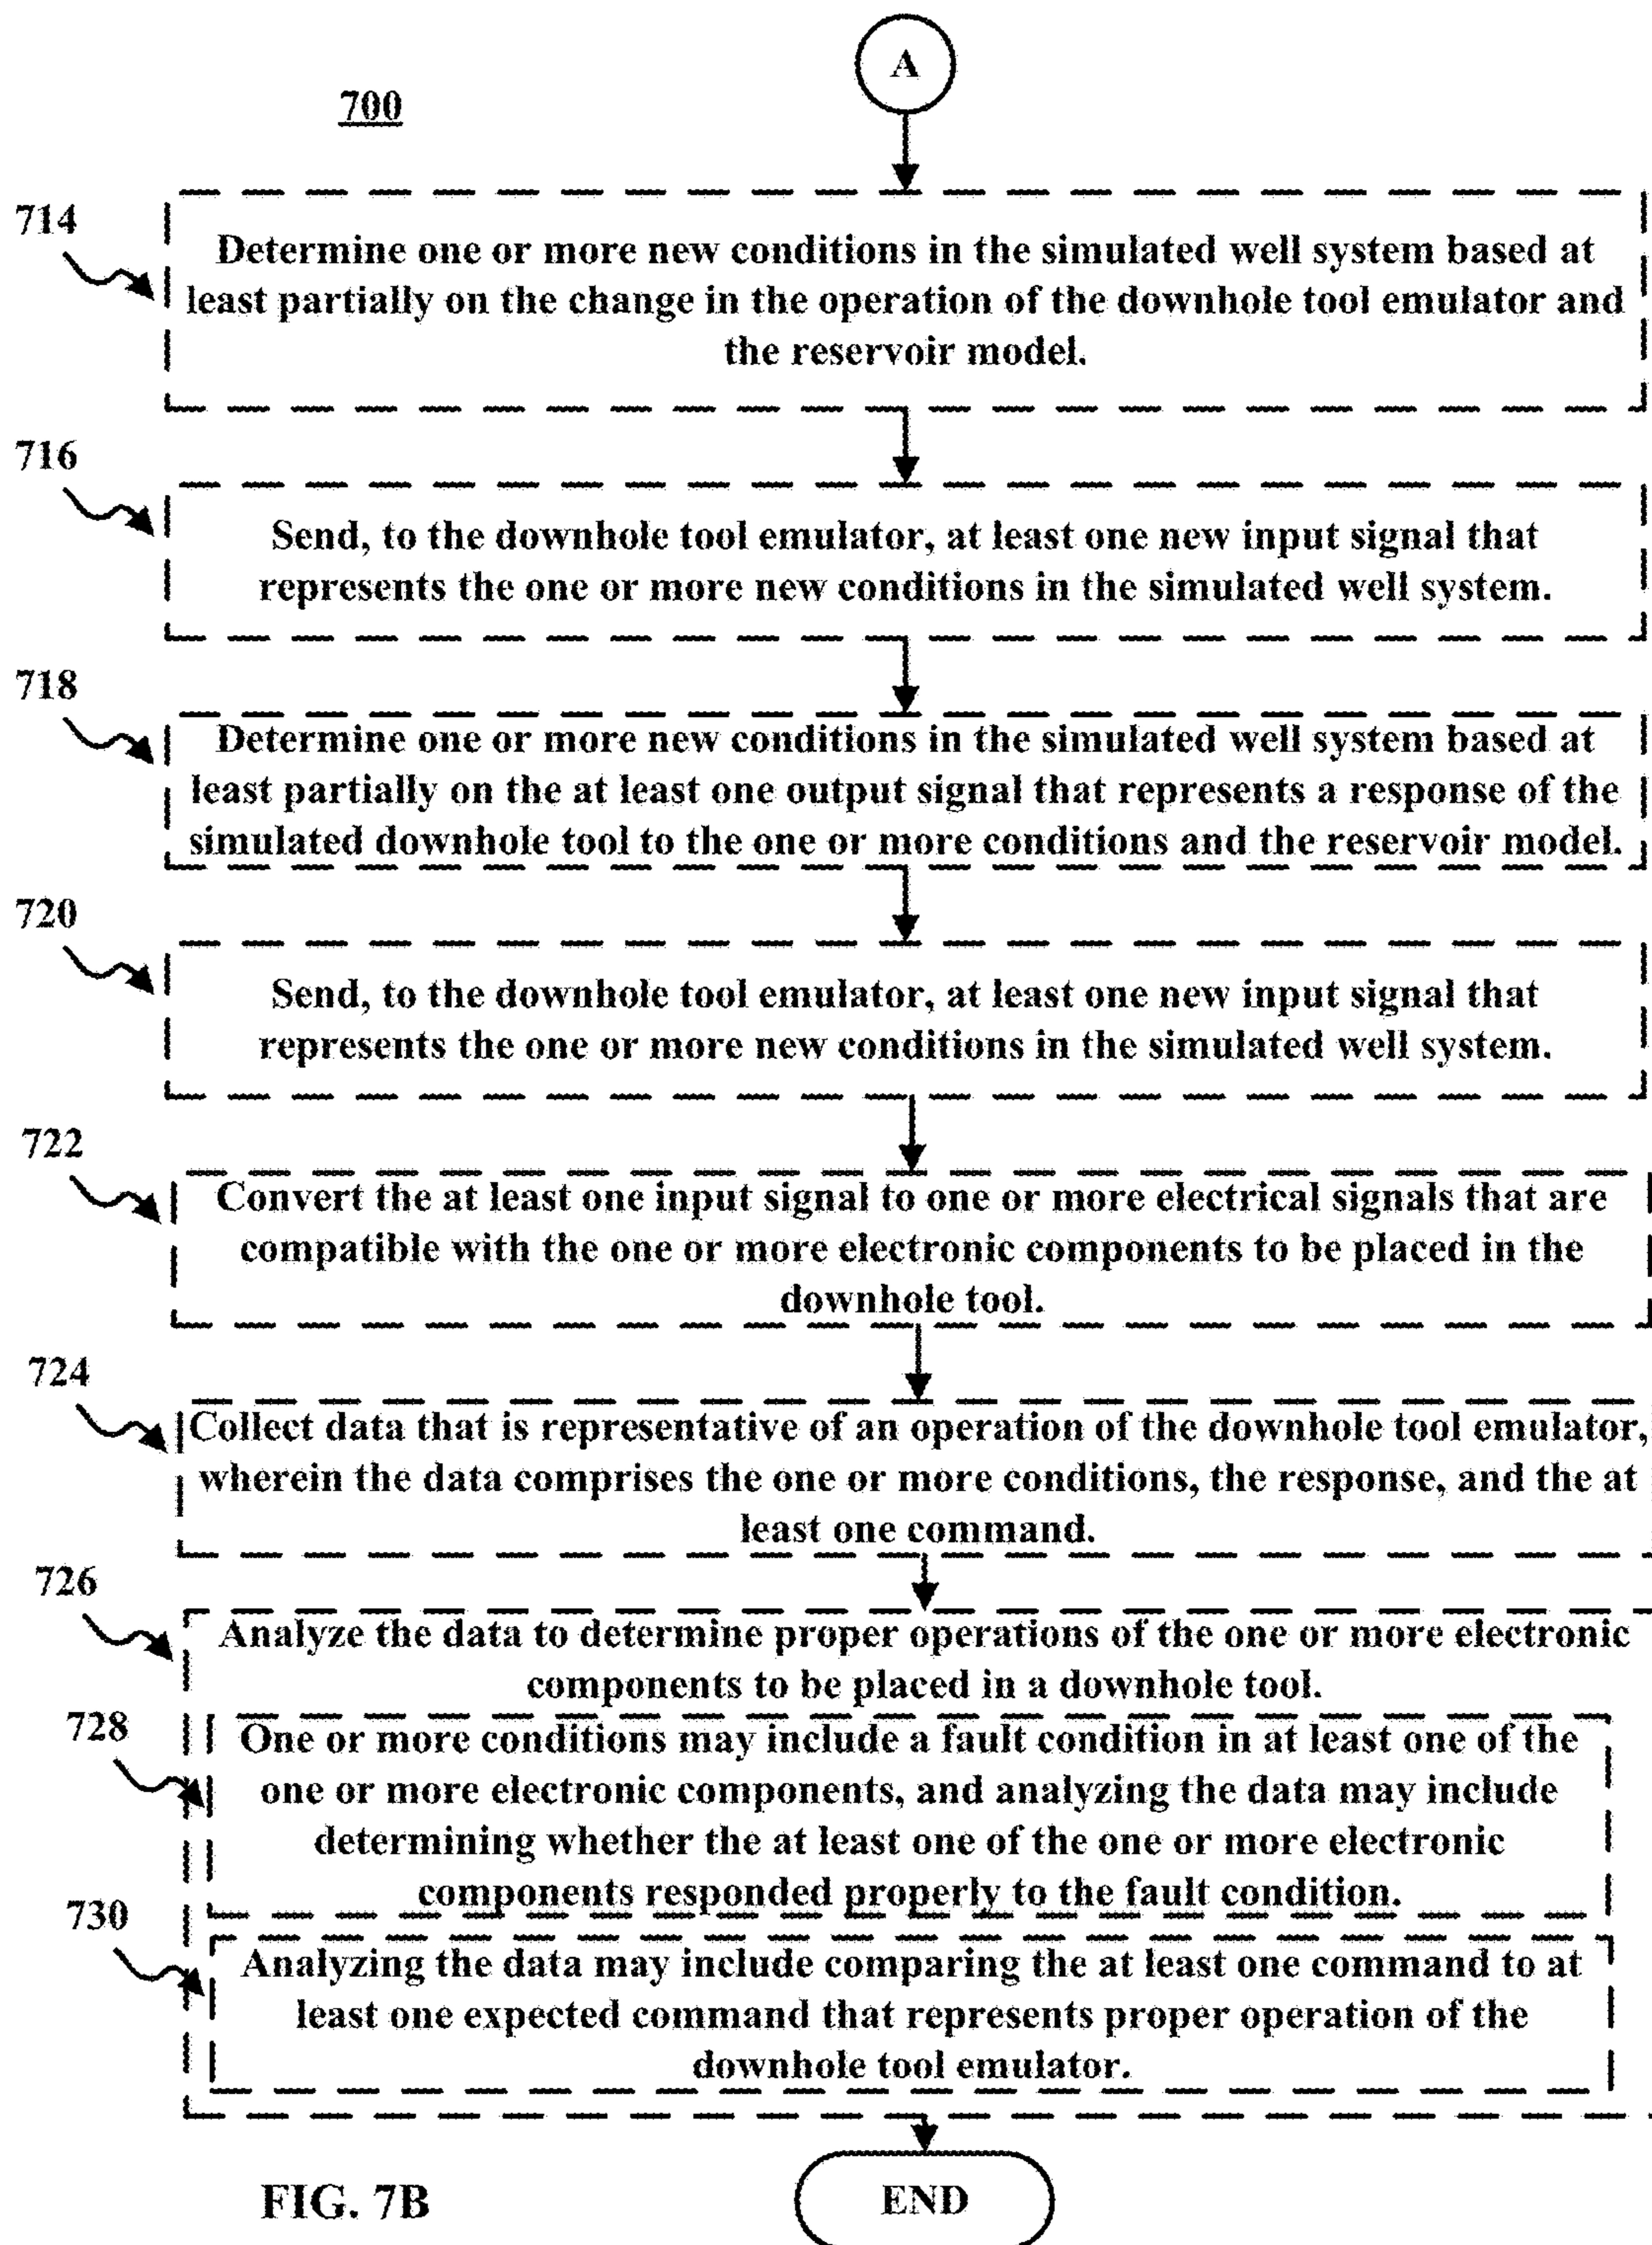 A
700
714
Determine one or more new conditions in the simulated well system based at
least partially on the change in the operation of the downhole tool emulator and
the reservoir model.
716
Send, to the downhole tool emulator, at least one new input signal that
represents the one or more new conditions in the simulated well system.
718
Determine one or more new conditions in the simulated well system based at
least partially on the at least one output signal that represents a response of the
simulated downhole tool to the one or more conditions and the reservoir model.
720
Send, to the downhole tool emulator, at least one new input signal that
represents the one or more new conditions in the simulated well system.
722
Convert the at least one input signal to one or more electrical signals that are
compatible with the one or more electronic components to be placed in the
downhole tool.
724
Collect data that is representative of an operation of the downhole tool emulator,
wherein the data comprises the one or more conditions, the response, and the at
least one command.
726
Analyze the data to determine proper operations of the one or more electronic
components to be placed in a downhole tool.
728
One or more conditions may include a fault condition in at least one of the
one or more electronic components, and analyzing the data may include
determining whether the at least one of the one or more electronic
components responded properly to the fault condition.
730
Analyzing the data may include comparing the at least one command to at
least one expected command that represents proper operation of the
downhole tool emulator.
FIG. 7B
END